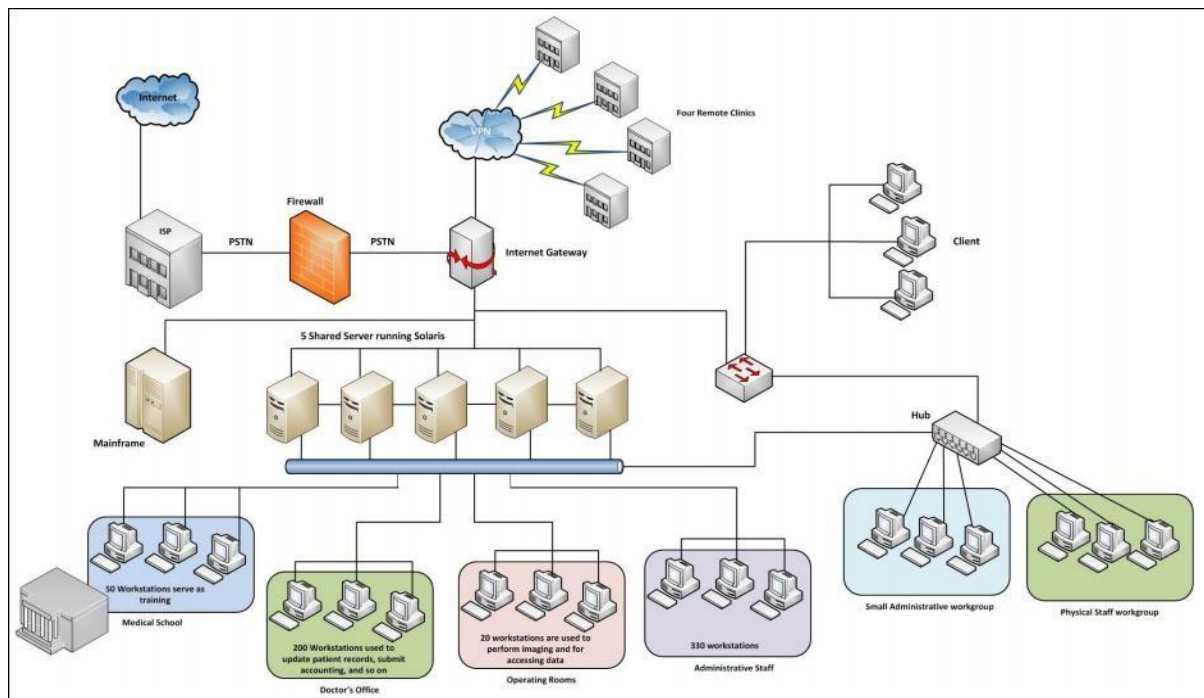 Internet
VPN
Four Remote Clinics
Firewall
ISP
PSTN
PSTN
Internet Gateway
Client
5 Shared Server running Solaris
Mainframe
Hub
50 Workstations serve as
training
Medical School
200 Workstations used to
update patient records, submit
accounting, and so on
Doctor's Office
20 workstations are used to
perform imaging and for
accessing data
Operating Rooms
330 workstations
Administrative Staff
Small Administrative workgroup
Physical Staff workgroup